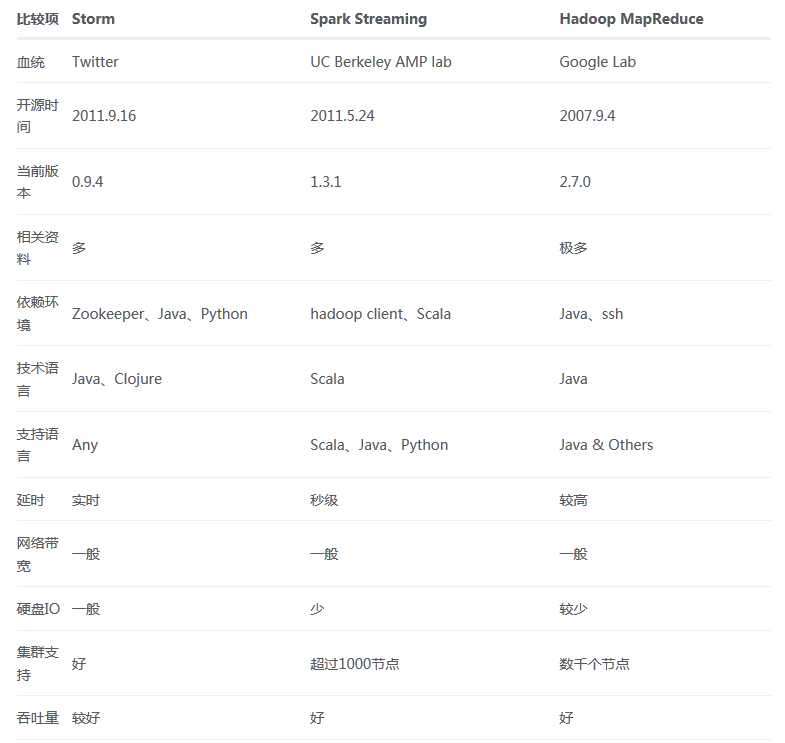 比较项 Storm Spark Streaming Hadoop MapReduce
血统 Twitter UC Berkeley AMP lab Google Lab
开源时
间 2011.9.16 2011.5.24 2007.9.4
当前版
本 0.9.4 1.3.1 2.7.0
相关资
料 多 多 极多
依赖环
境 Zookeeper、Java、Python hadoop client、Scala Java、ssh
技术语
言 Java、Clojure Scala Java
支持语
言 Any Scala、Java、Python Java & Others
延时 实时 秒级 较高
网络带
宽 一般 一般 一般
硬盘IO 一般 少 较少
集群支
持 好 超过1000节点 数千个节点
吞吐量 较好 好 好